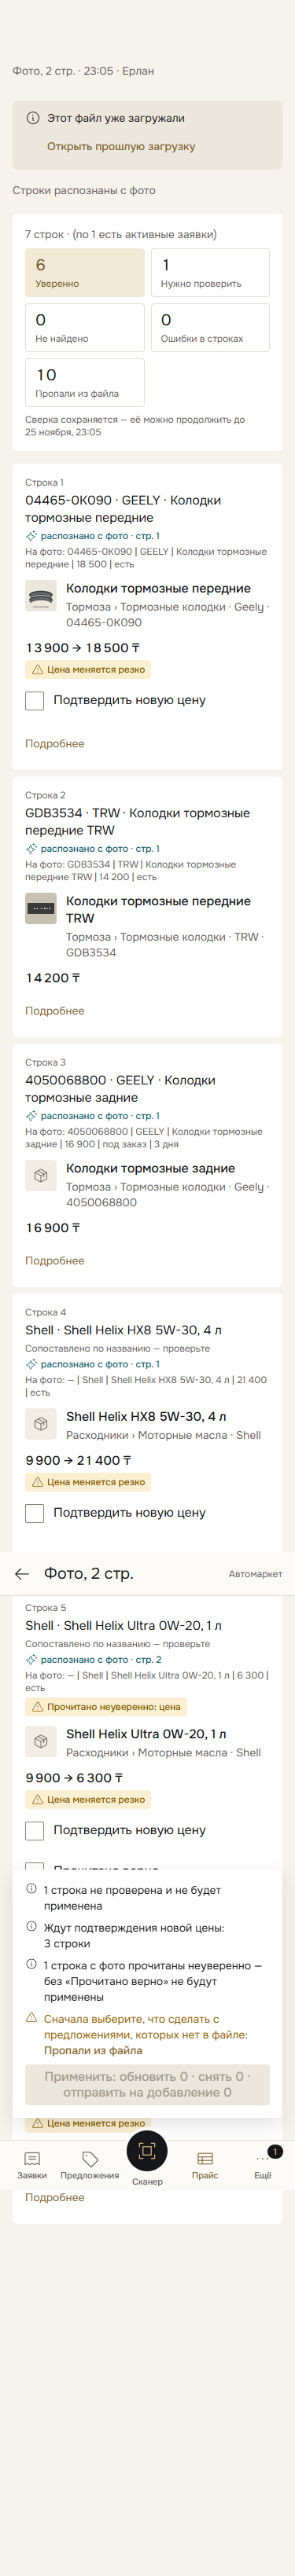 Фото, 2 стр. · 23:05 · Ерлан
Этот файл уже загружали
Открыть прошлую загрузку
Строки распознаны с фото
7 строк · (по 1 есть активные заявки)
6
Уверенно
1
Нужно проверить
0
Не найдено
0
Ошибки в строках
10
Пропали из файла
Сверка сохраняется — её можно продолжить до
25 ноября, 23:05
Строка 1
04465-0K090 · GEELY · Колодки
тормозные передние
распознано с фото · стр. 1
На фото: 04465-0K090 | GEELY | Колодки тормозные
передние | 18 500 | есть
Колодки тормозные передние
Тормоза › Тормозные колодки · Geely ·
04465-0K090
13 900 → 18 500 ₸
Цена меняется резко
Подтвердить новую цену
Подробнее
Строка 2
GDB3534 · TRW · Колодки тормозные
передние TRW
распознано с фото · стр. 1
На фото: GDB3534 | TRW | Колодки тормозные
передние TRW | 14 200 | есть
Колодки тормозные передние
TRW
Тормоза › Тормозные колодки · TRW ·
GDB3534
14 200 ₸
Подробнее
Строка 3
4050068800 · GEELY · Колодки
тормозные задние
распознано с фото · стр. 1
На фото: 4050068800 | GEELY | Колодки тормозные
задние | 16 900 | под заказ | 3 дня
Колодки тормозные задние
Тормоза › Тормозные колодки · Geely ·
4050068800
16 900 ₸
Подробнее
Строка 4
Shell · Shell Helix HX8 5W-30, 4 л
Сопоставлено по названию — проверьте
распознано с фото · стр. 1
На фото: — | Shell | Shell Helix HX8 5W-30, 4 л | 21 400
| есть
Shell Helix HX8 5W-30, 4 л
Расходники › Моторные масла · Shell
9 900 → 21 400 ₸
Цена меняется резко
Подтвердить новую цену
Фото, 2 стр.
Автомаркет
Строка 5
Shell · Shell Helix Ultra 0W-20, 1 л
Сопоставлено по названию — проверьте
распознано с фото · стр. 2
На фото: — | Shell | Shell Helix Ultra 0W-20, 1 л | 6 300 |
есть
Прочитано неуверенно: цена
Shell Helix Ultra 0W-20, 1 л
Расходники › Моторные масла · Shell
9 900 → 6 300 ₸
Цена меняется резко
Подтвердить новую цену
1 строка не проверена и не будет
применена
Ждут подтверждения новой цены:
3 строки
1 строка с фото прочитаны неуверенно —
без «Прочитано верно» не будут
применены
Сначала выберите, что сделать с
предложениями, которых нет в файле:
Пропали из файла
Применить: обновить 0 · снять 0 ·
отправить на добавление 0
Цена меняется резко
Заявки
Предложения
Сканер
Прайс
1
Ещё
Подробнее